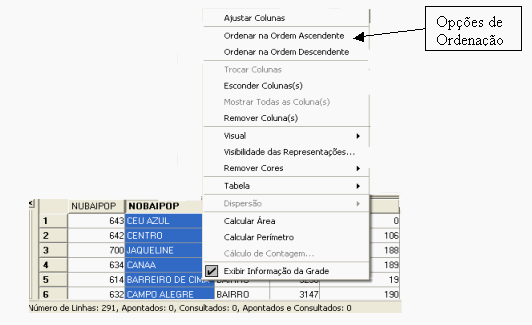 Ajustar Colunas
Ordenar na Ordem Ascendente
Ordenar na Ordem Descendente
Trocar Colunas
Esconder Colunas(s)
Mostrar Todas as Coluna(s)
Remover Coluna(s)
Visual
Visibilidade das Representações...
Remover Cores
Tabela
Dispersão
Calcular Área
Calcular Perímetro
Cálculo de Contagem...
Exibir Informação da Grade
Opções de
Ordenação
NUBAIPOP NOBAIPOP
1 643 CEU AZUL 0
2 642 CENTRO 106
3 700 JAQUELINE 188
4 634 CANAA 189
5 614 BARREIRO DE CIMA 19
6 632 CAMPO ALEGRE BAIRRO 3147 190
Número de Linhas: 291, Apontados: 0, Consultados: 0, Apontados e Consultados: 0